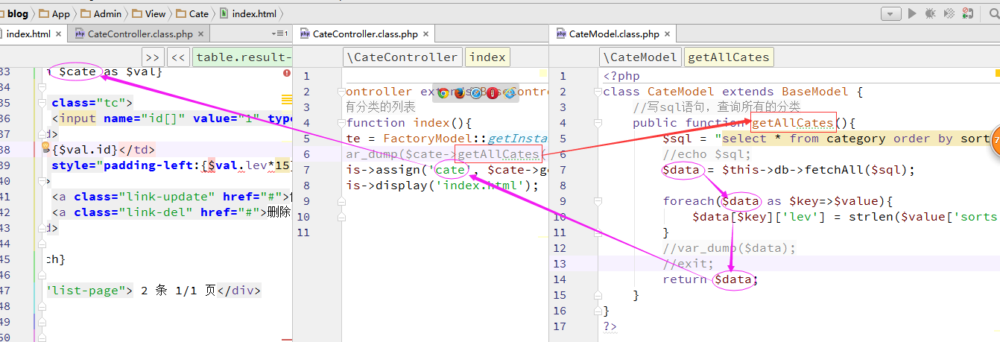 blog App Admin View Cate index.html
index.html CateController.class.php 1
>> << table.result-
33 $cate as $val}
34
35 class="tc">
36 <input name="id[]" value="1" type
37 d>
38 {$val.id}</td>
39 style="padding-left:{$val.lev*15}
40 >
41 <a class="link-update" href="#">
42 <a class="link-del" href="#">删除
43 d>
44
45 ch}
46
47 "list-page"> 2 条 1/1 页</div>
48
49
50
CateController.class.php
\CateController index
1
2 ontroller extends BaseContro
3 有分类的列表
4 function index(){
5 te = FactoryModel::getInsta
6 ar_dump($cate->getAllCates(
7 is->assign('cate', $cate->ge
8 is->display('index.html');
9
10
11
CateModel.class.php
\CateModel getAllCates
1 <?php
2 class CateModel extends BaseModel {
3 //写sql语句，查询所有的分类
4 public function getAllCates(){
5 $sql = "select * from category order by sort
6 //echo $sql;
7 $data = $this->db->fetchAll($sql);
8
9 foreach($data as $key=>$value){
10 $data[$key]['lev'] = strlen($value['sorts
11 }
12 //var_dump($data);
13 //exit;
14 return $data;
15 }
16 }
17 ?>